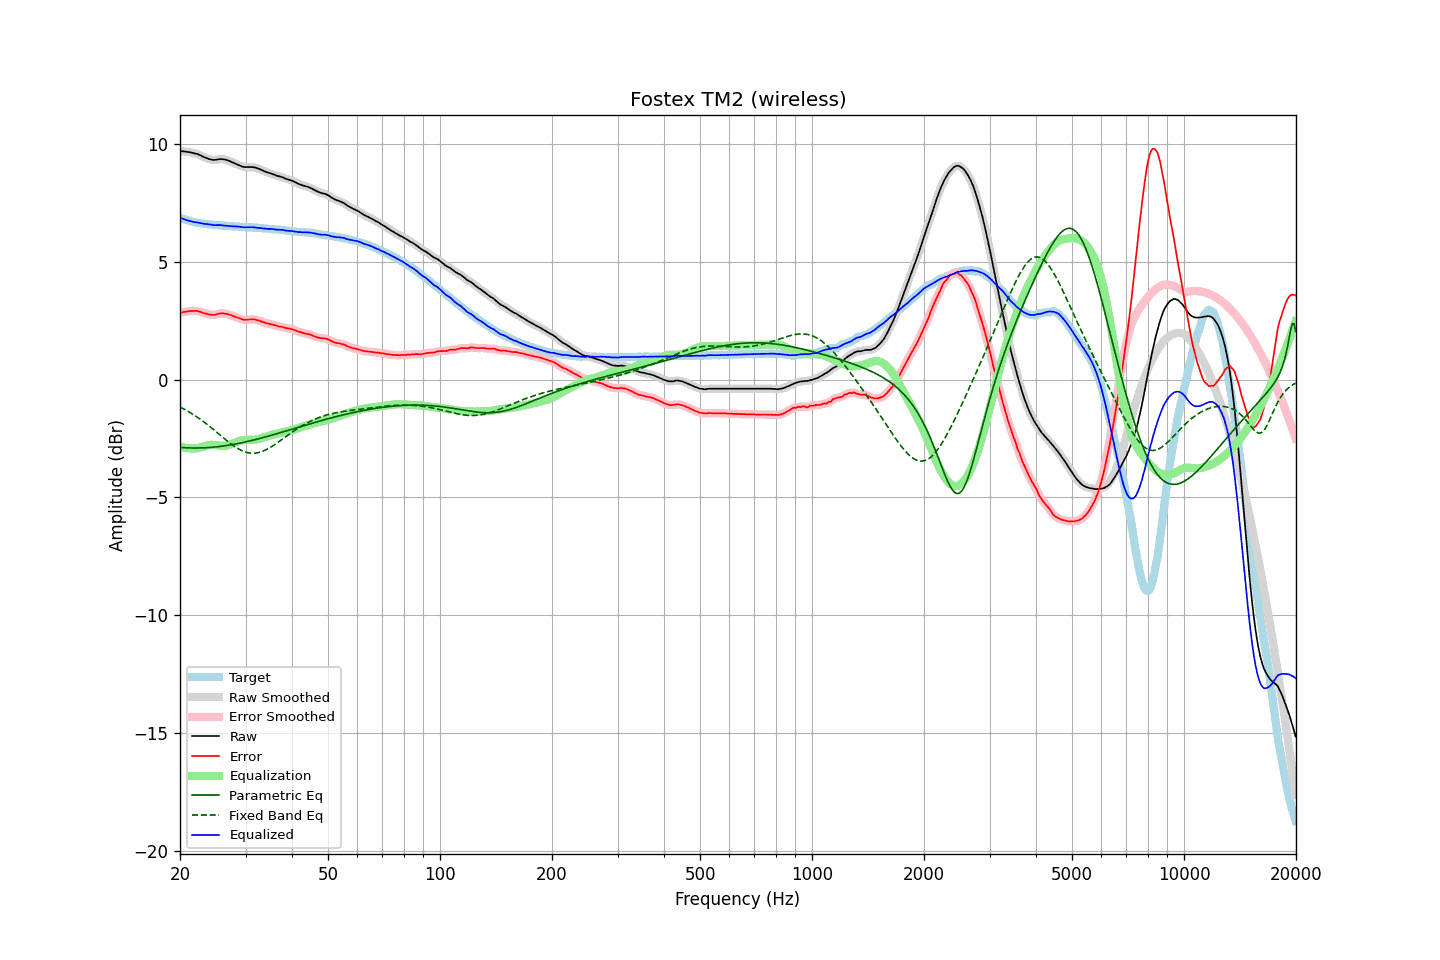 Fostex TM2 (wireless)
10
5
0
−5
−10
−15
−20
Amplitude (dBr)
Target
Raw Smoothed
Error Smoothed
Raw
Error
Equalization
Parametric Eq
Fixed Band Eq
Equalized
20 50 100 200 500 1000 2000 5000 10000 20000
Frequency (Hz)